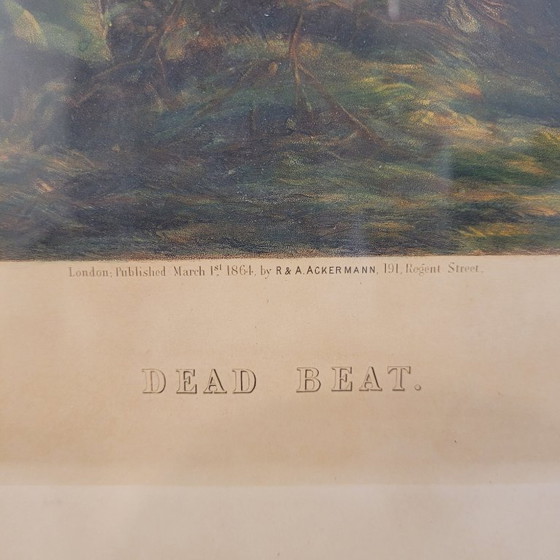 London; Published March 1st 1864, by R & A. ACKERMANN, 191, Regent Street.
DEAD BEAT.